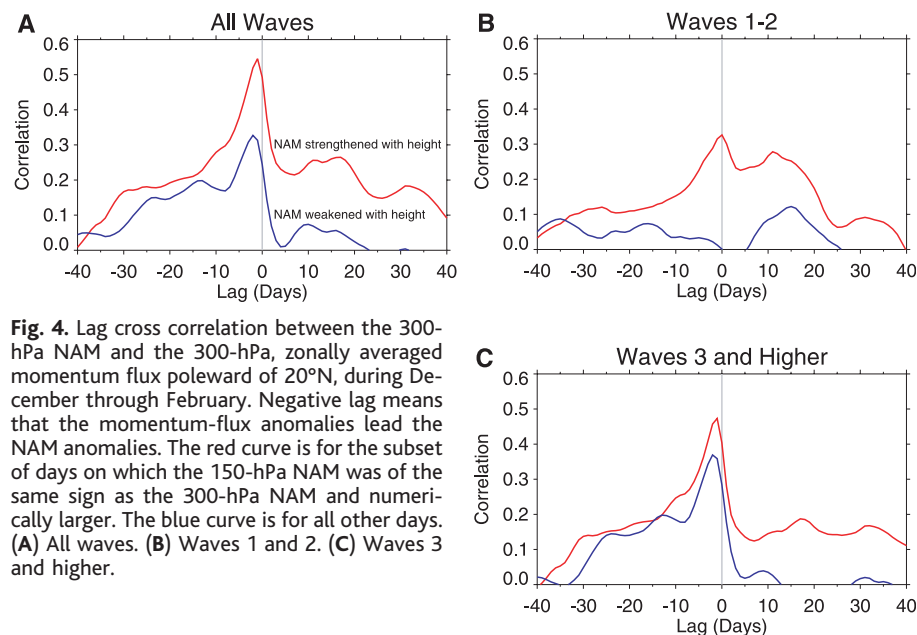 A
All Waves
0.6
0.5
0.4
0.3
0.2
0.1
0.0
Correlation
NAM strengthened with height
NAM weakened with height
-40 -30 -20 -10 0 10 20 30 40
Lag (Days)
B
Waves 1-2
0.6
0.5
0.4
0.3
0.2
0.1
0.0
Correlation
-40 -30 -20 -10 0 10 20 30 40
Lag (Days)
Fig. 4. Lag cross correlation between the 300-
hPa NAM and the 300-hPa, zonally averaged
momentum flux poleward of 20°N, during De-
cember through February. Negative lag means
that the momentum-flux anomalies lead the
NAM anomalies. The red curve is for the subset
of days on which the 150-hPa NAM was of the
same sign as the 300-hPa NAM and numeri-
cally larger. The blue curve is for all other days.
(A) All waves. (B) Waves 1 and 2. (C) Waves 3
and higher.
C
Waves 3 and Higher
0.6
0.5
0.4
0.3
0.2
0.1
0.0
Correlation
-40 -30 -20 -10 0 10 20 30 40
Lag (Days)